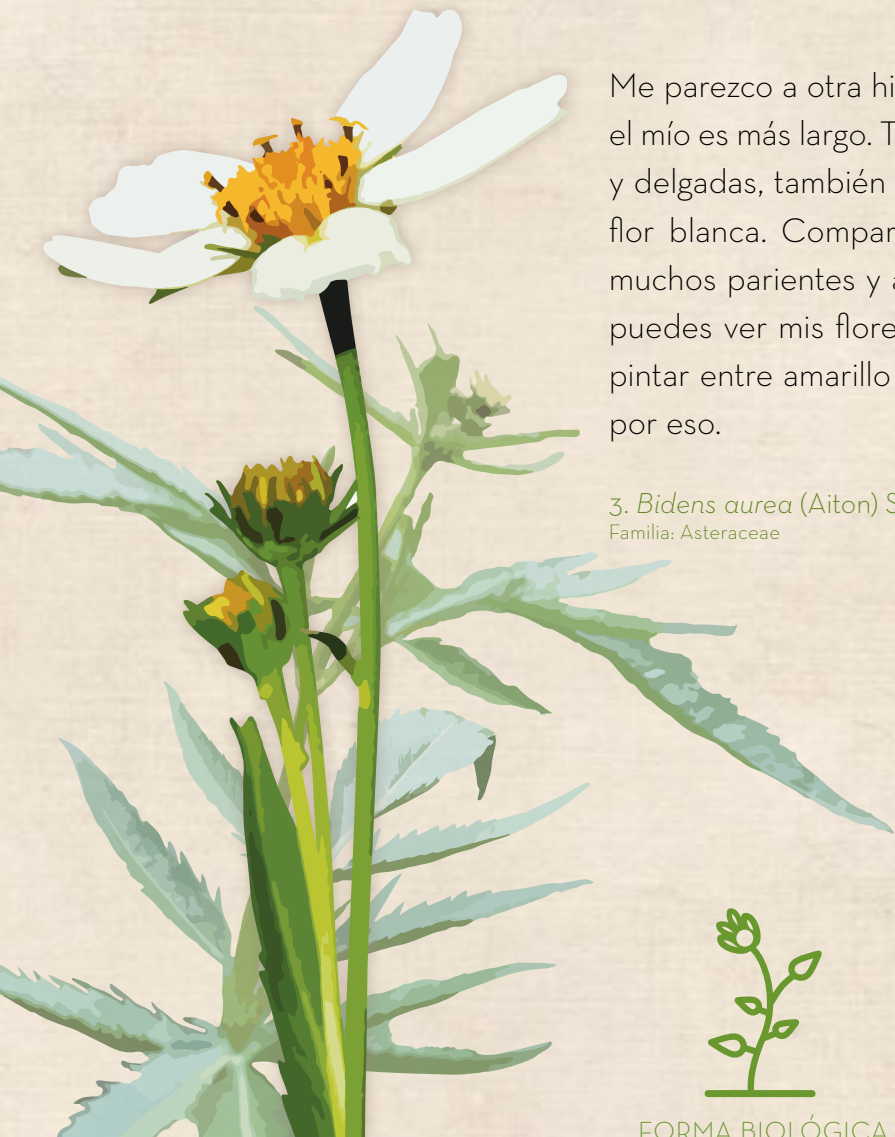 Me parezco a otra hi
el mío es más largo. T
y delgadas, también
flor blanca. Compar
muchos parientes y a
puedes ver mis flore
pintar entre amarillo
por eso.
3. Bidens aurea (Aiton) S
Familia: Asteraceae
FORMA BIOLÓGICA